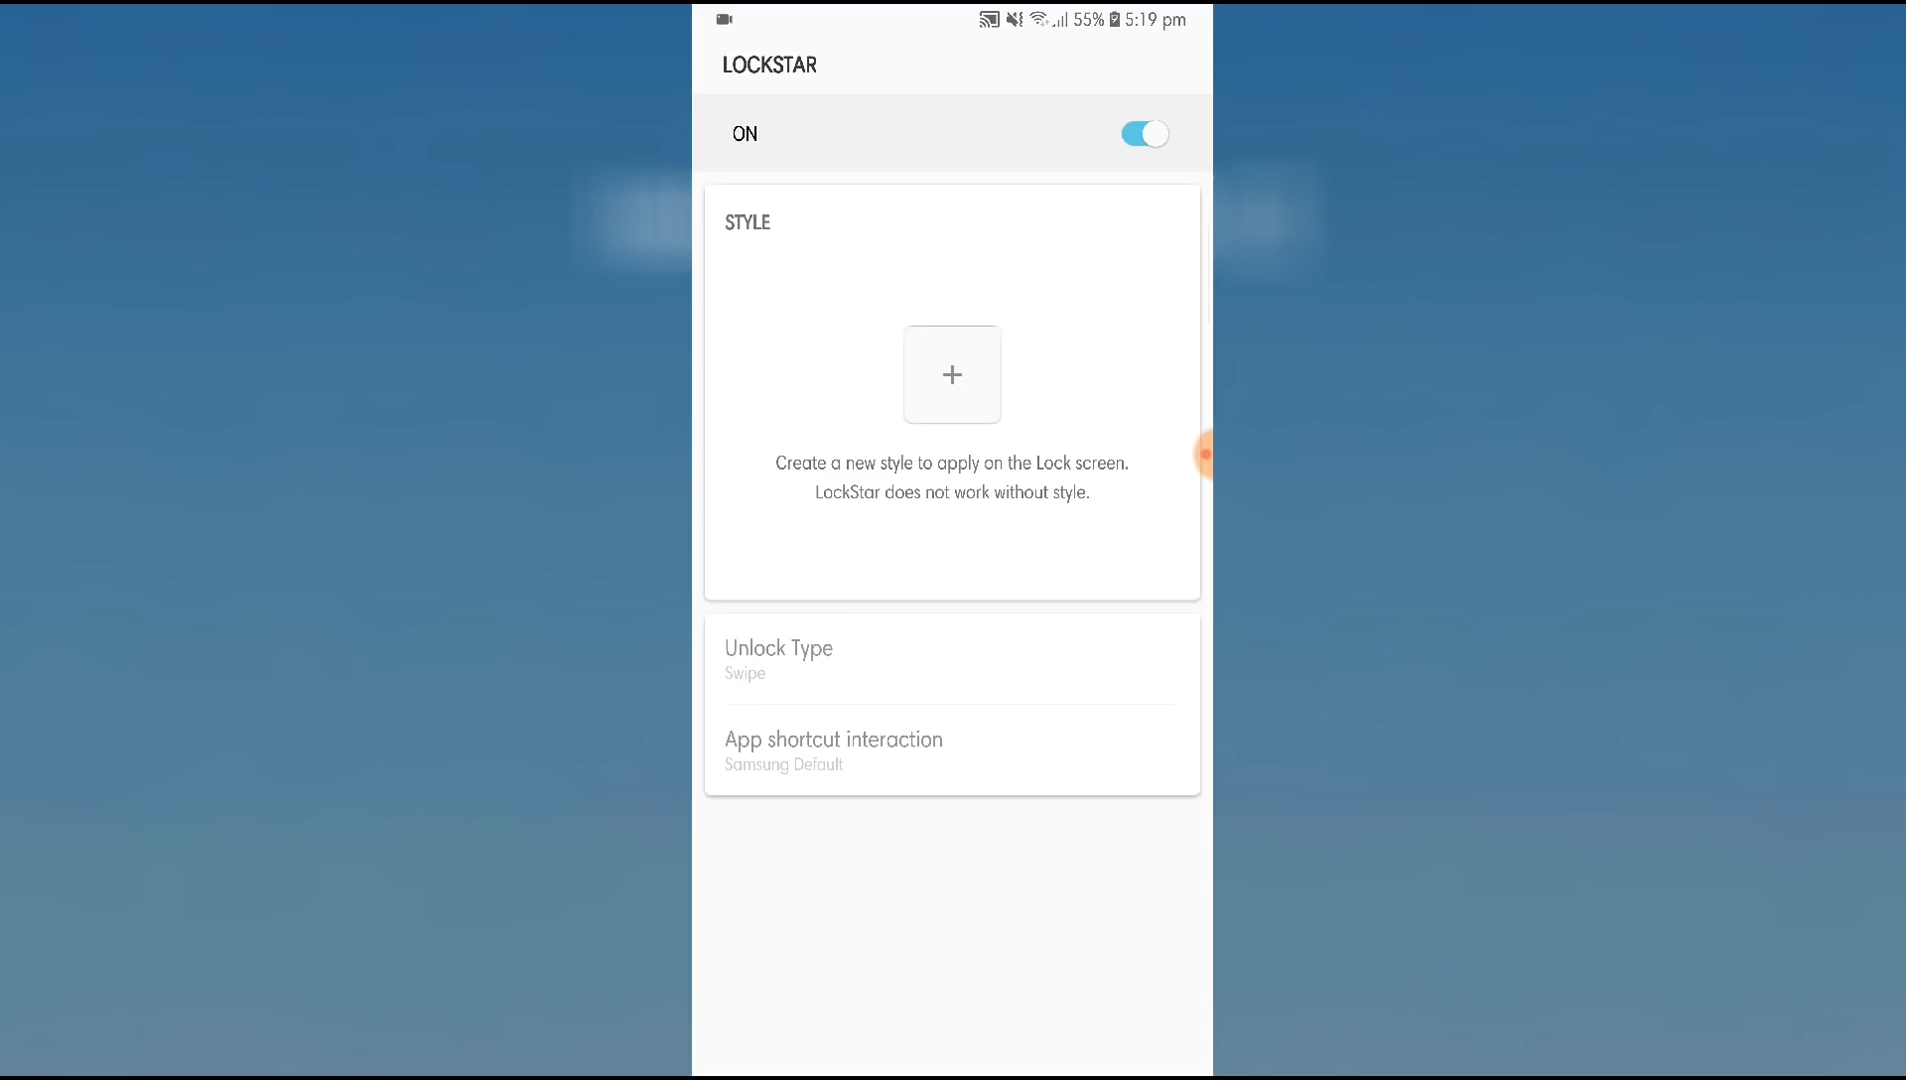 55% 5:19 pm
LOCKSTAR
ON
STYLE
+
Create a new style to apply on the Lock screen.
LockStar does not work without style.
Unlock Type
Swipe
App shortcut interaction
Samsung Default